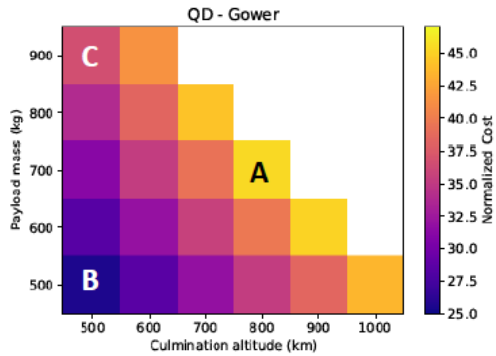 QD - Gower
Payload mass (kg)
900
800
700
600
500
C
A
B
500 600 700 800 900 1000
Culmination altitude (km)
45.0
42.5
40.0
37.5
35.0
32.5
30.0
27.5
25.0
Normalized Cost